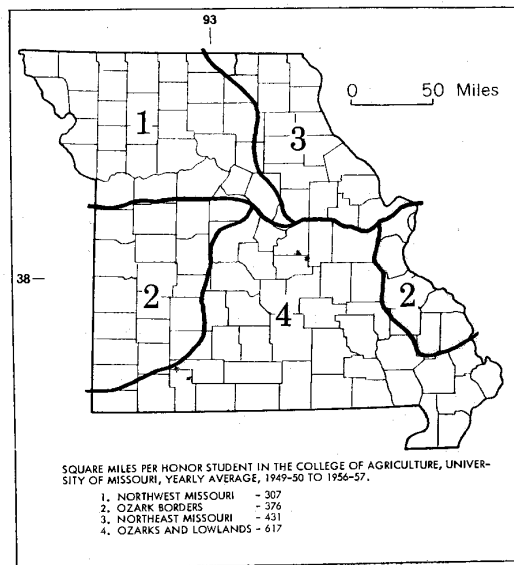 93
0 50 Miles
1
3
38
2
2
4
SQUARE MILES PER HONOR STUDENT IN THE COLLEGE OF AGRICULTURE, UNIVER-
SITY OF MISSOURI, YEARLY AVERAGE, 1949-50 TO 1956-57.
1. NORTHWEST MISSOURI - 307
2. OZARK BORDERS - 376
3. NORTHEAST MISSOURI - 431
4. OZARKS AND LOWLANDS - 617